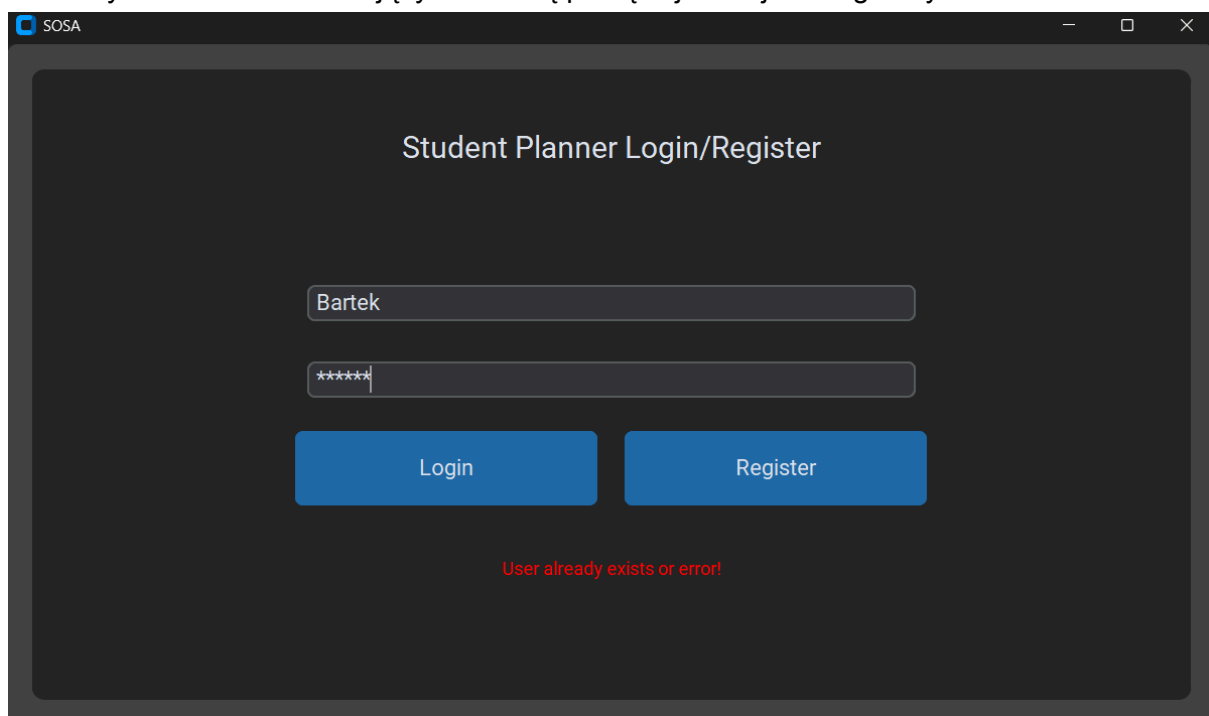 SOSA
Student Planner Login/Register
Bartek
******
Login
Register
User already exists or error!